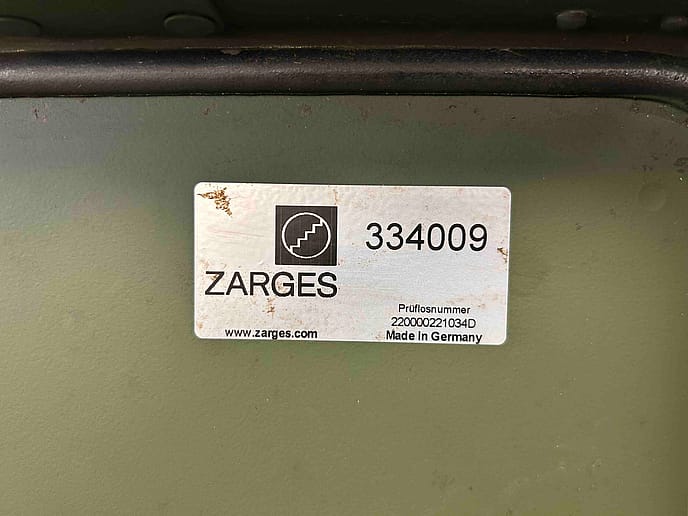 334009
ZARGES
Prüflosnummer
220000221034D
www.zarges.com
Made in Germany